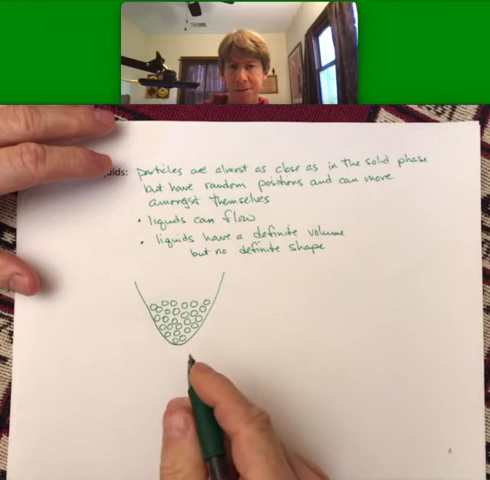 uids: particles are almost as close as in the solid phase
but have random positions and can move
amongst themselves
• liquids can flow
• liquids have a definite volume
but no definite shape